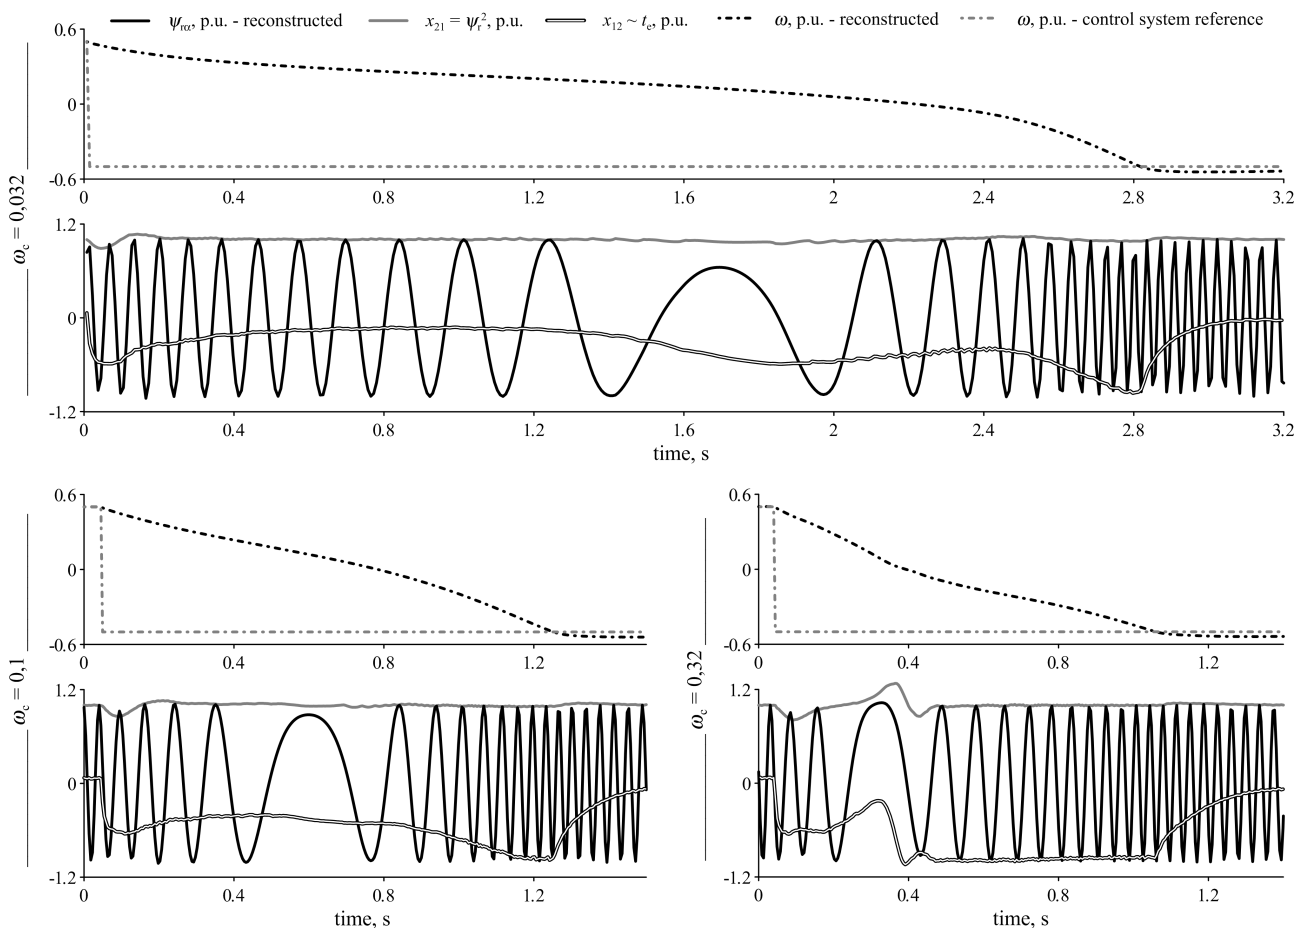 ψrα, p.u. - reconstructed x21 = ψr², p.u. x12 ~ te, p.u. ω, p.u. - reconstructed ω, p.u. - control system reference
0.6
0
-0.6
0 0.4 0.8 1.2 1.6 2 2.4 2.8 3.2
ωc = 0,032
1.2
0
-1.2
0 0.4 0.8 1.2 1.6 2 2.4 2.8 3.2
time, s
0.6
0
-0.6
0 0.4 0.8 1.2
ωc = 0,1
1.2
0
-1.2
0 0.4 0.8 1.2
time, s
0.6
0
-0.6
0 0.4 0.8 1.2
ωc = 0,32
1.2
0
-1.2
0 0.4 0.8 1.2
time, s